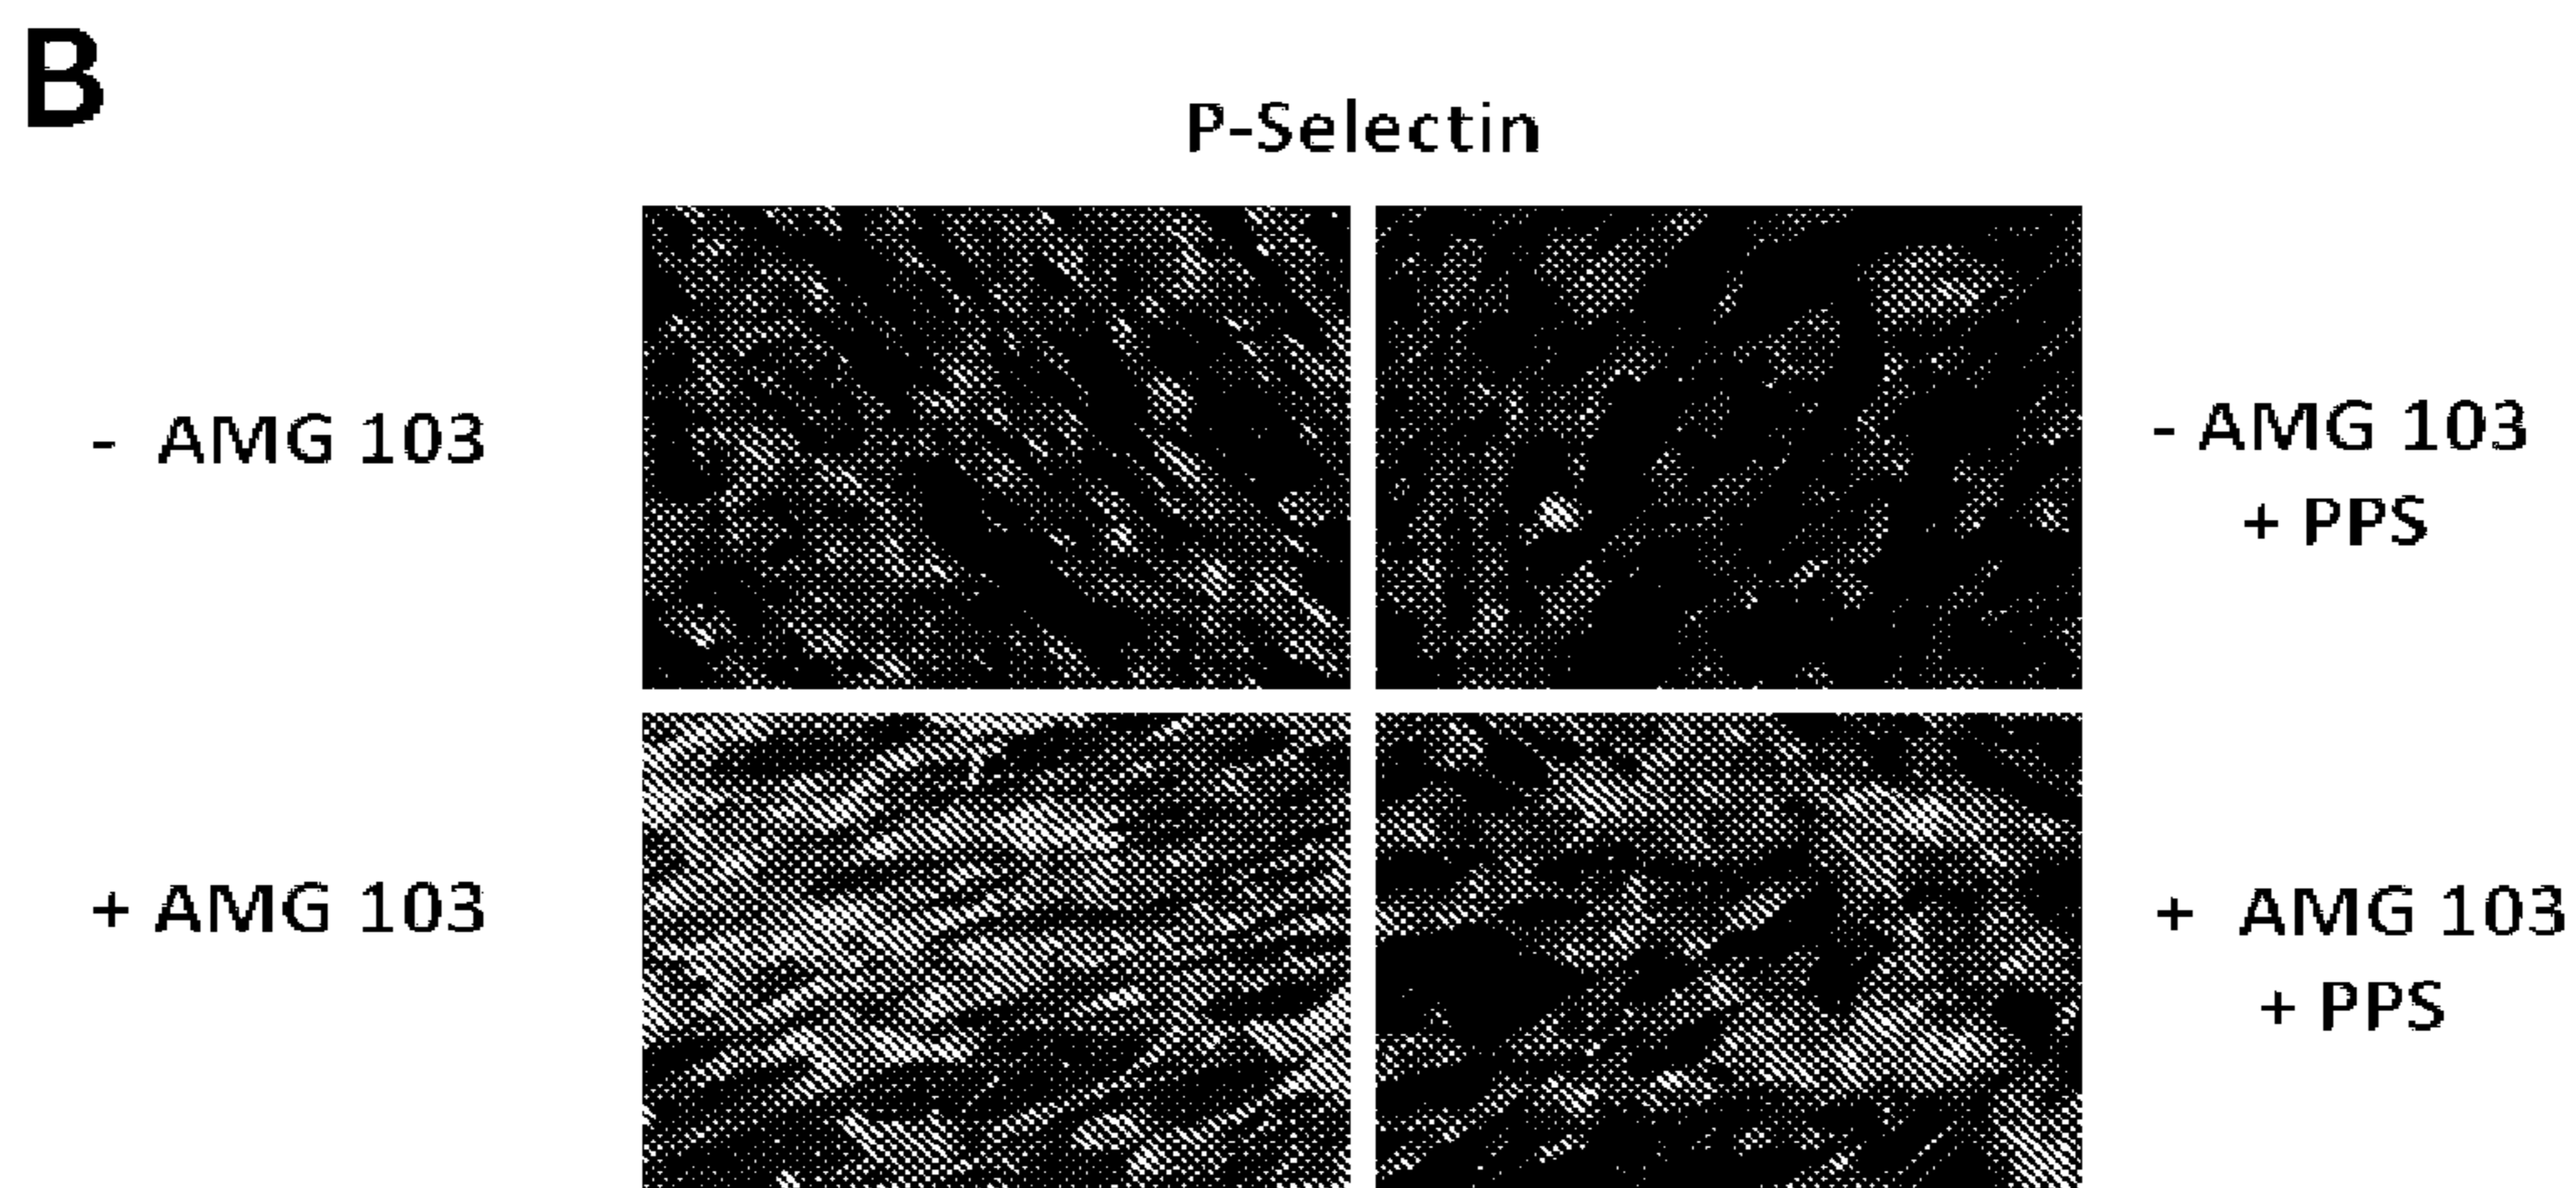 B
P-Selectin
- AMG 103
- AMG 103
+ PPS
+ AMG 103
+ AMG 103
+ PPS